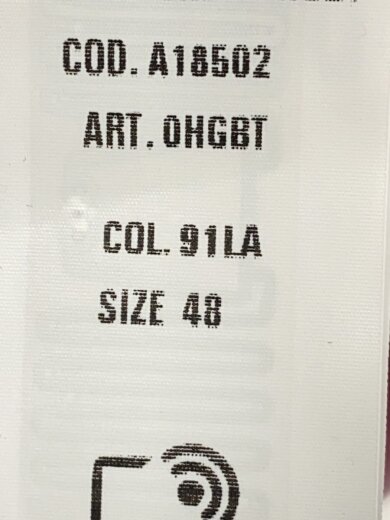 COD. A18502
ART. 0HGBT
COL. 91LA
SIZE 48